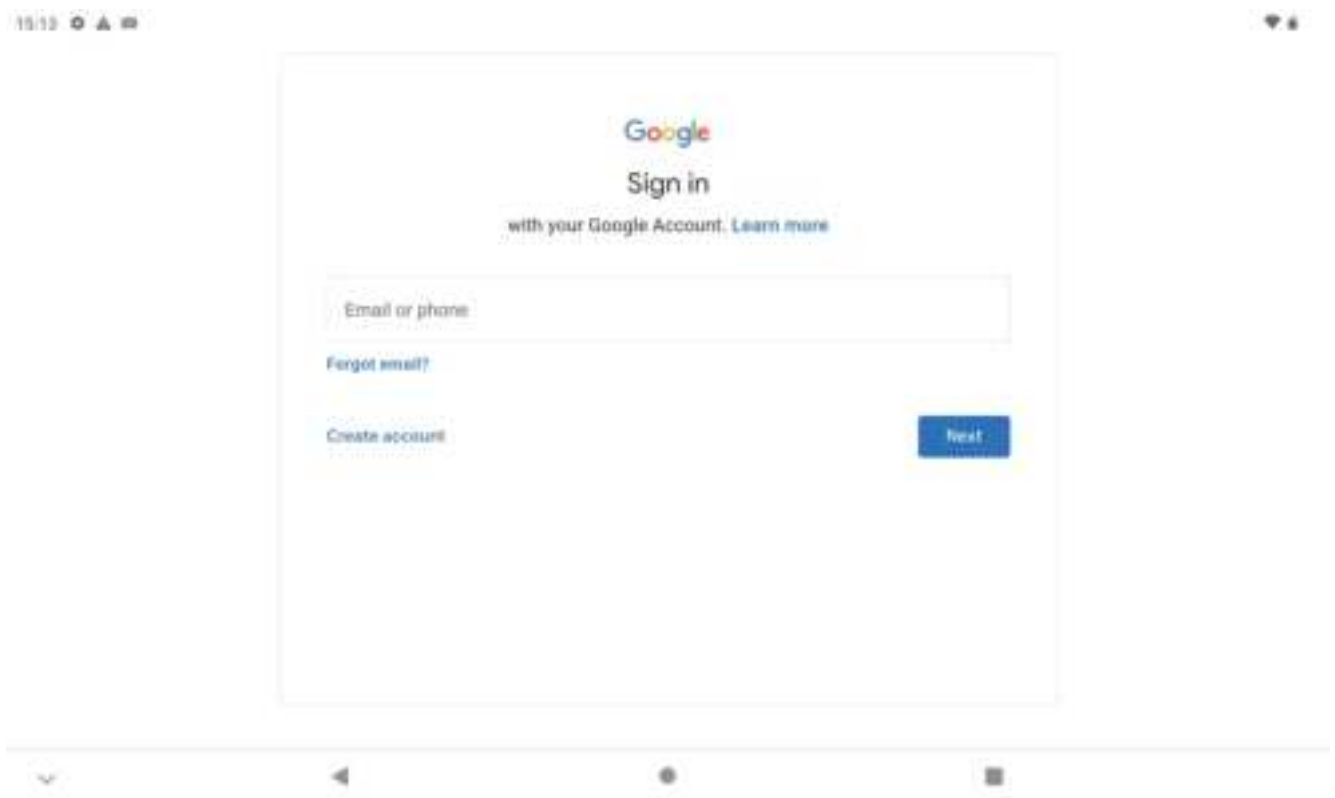 15:13
Google
Sign in
with your Google Account. Learn more
Email or phone
Forgot email?
Create account
Next